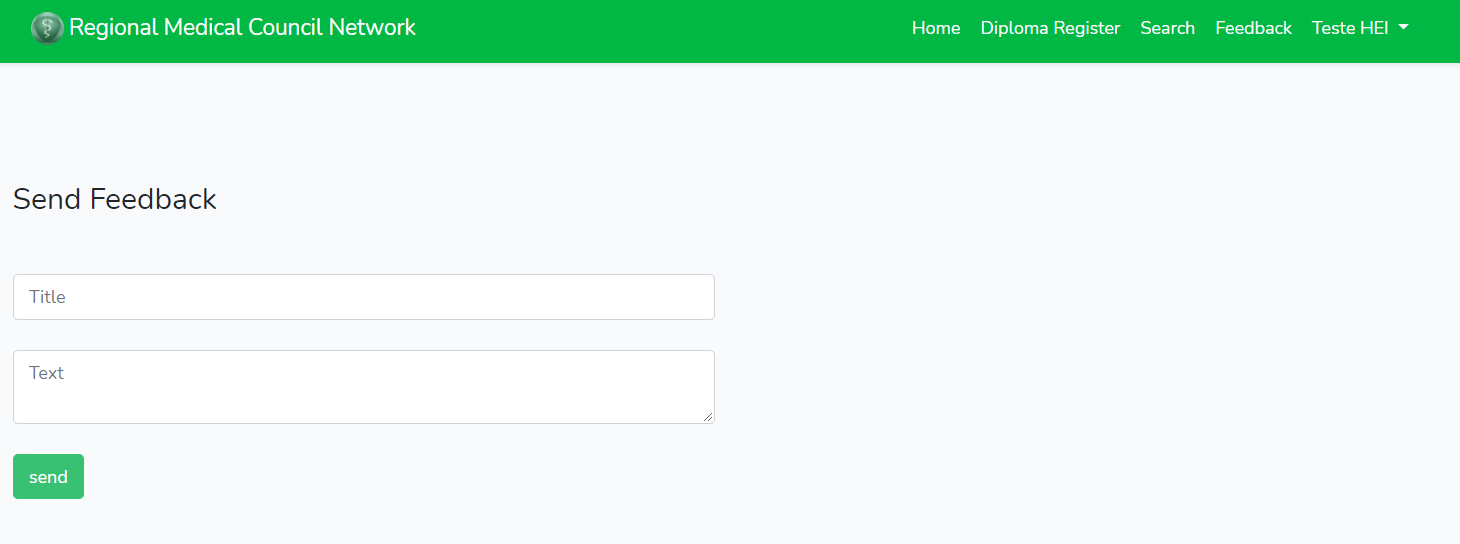 Regional Medical Council Network Home Diploma Register Search Feedback Teste HEI
Send Feedback
Title
Text
send